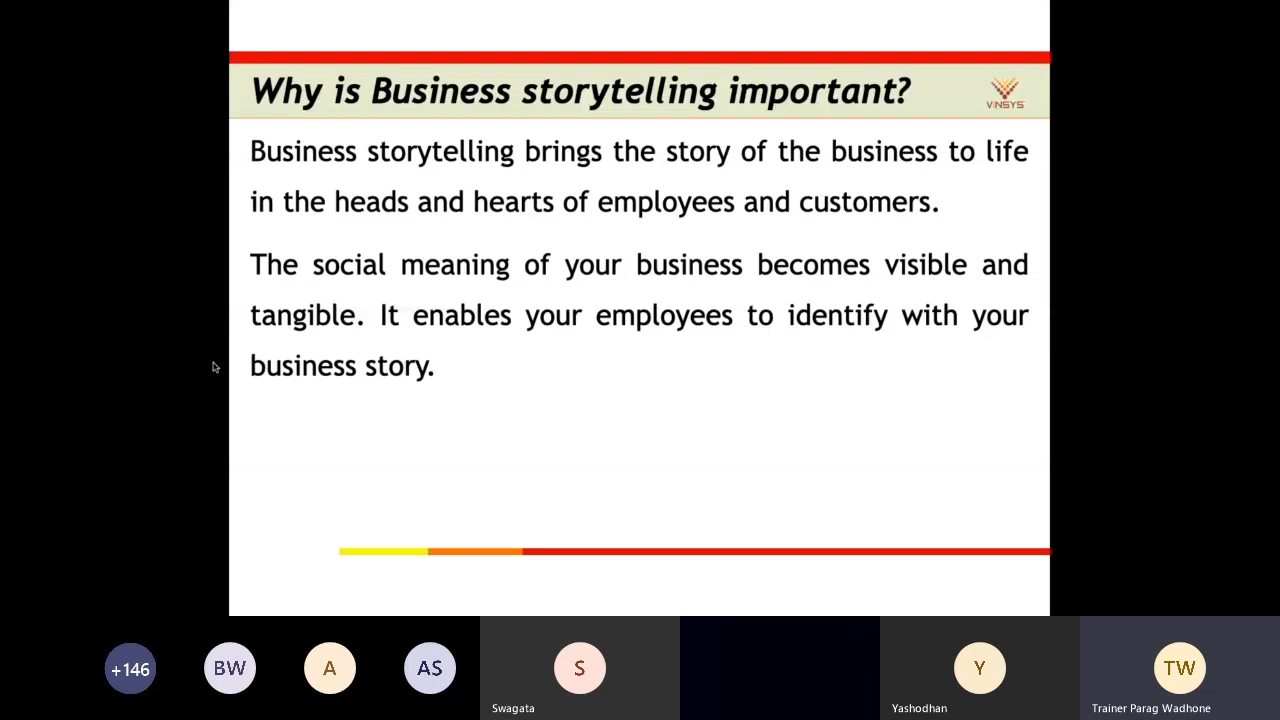 Why is Business storytelling important?
VINSYS
Business storytelling brings the story of the business to life
in the heads and hearts of employees and customers.
The social meaning of your business becomes visible and
tangible. It enables your employees to identify with your
business story.
+146
BW
A
AS
S
Y
TW
Swagata
Yashodhan
Trainer Parag Wadhone